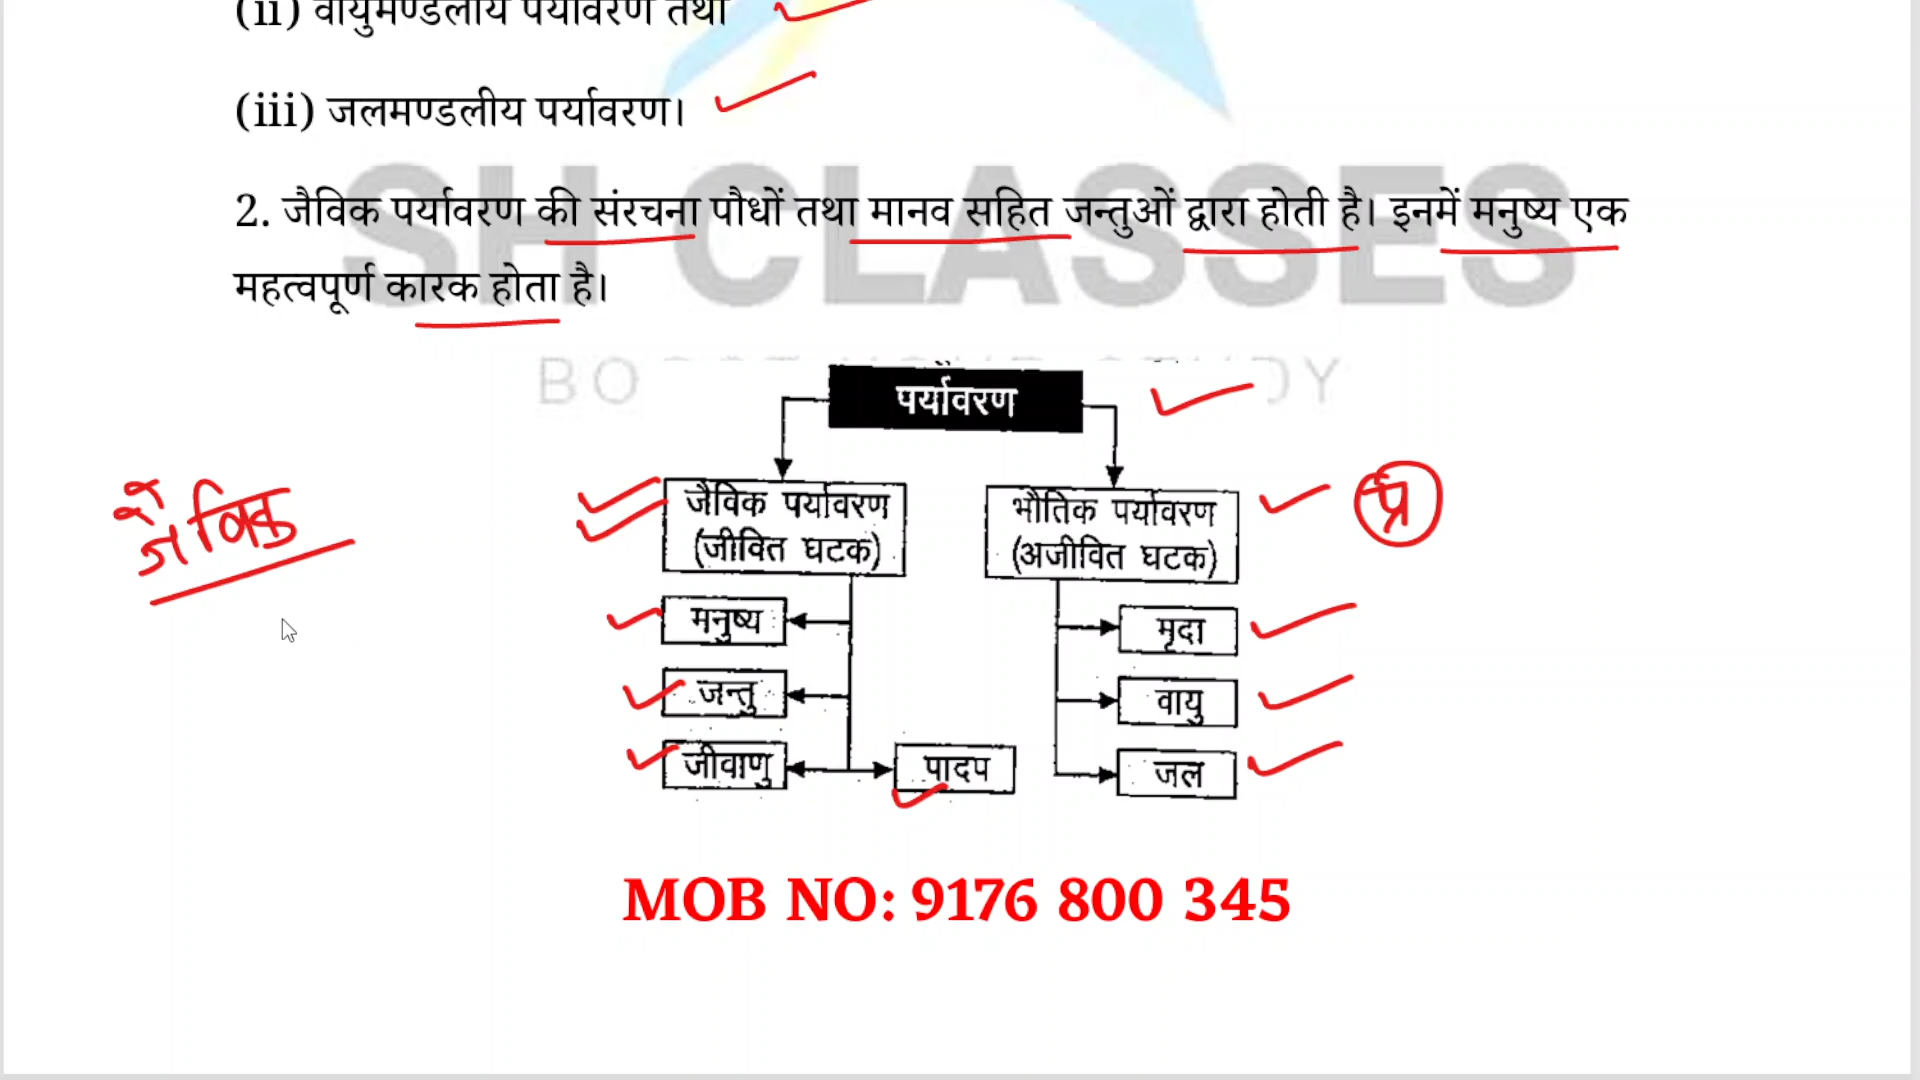 (ii) वायुमण्डलीय पर्यावरण तथा
(iii) जलमण्डलीय पर्यावरण।
SH CLASSES
2. जैविक पर्यावरण की संरचना पौधों तथा मानव सहित जन्तुओं द्वारा होती है। इनमें मनुष्य एक
महत्वपूर्ण कारक होता है।
पर्यावरण
जैविक पर्यावरण
(जीवित घटक)
भौतिक पर्यावरण
(अजीवित घटक)
प्र
जैविक
मनुष्य
मृदा
जन्तु
वायु
जीवाणु
पादप
जल
MOB NO: 9176 800 345